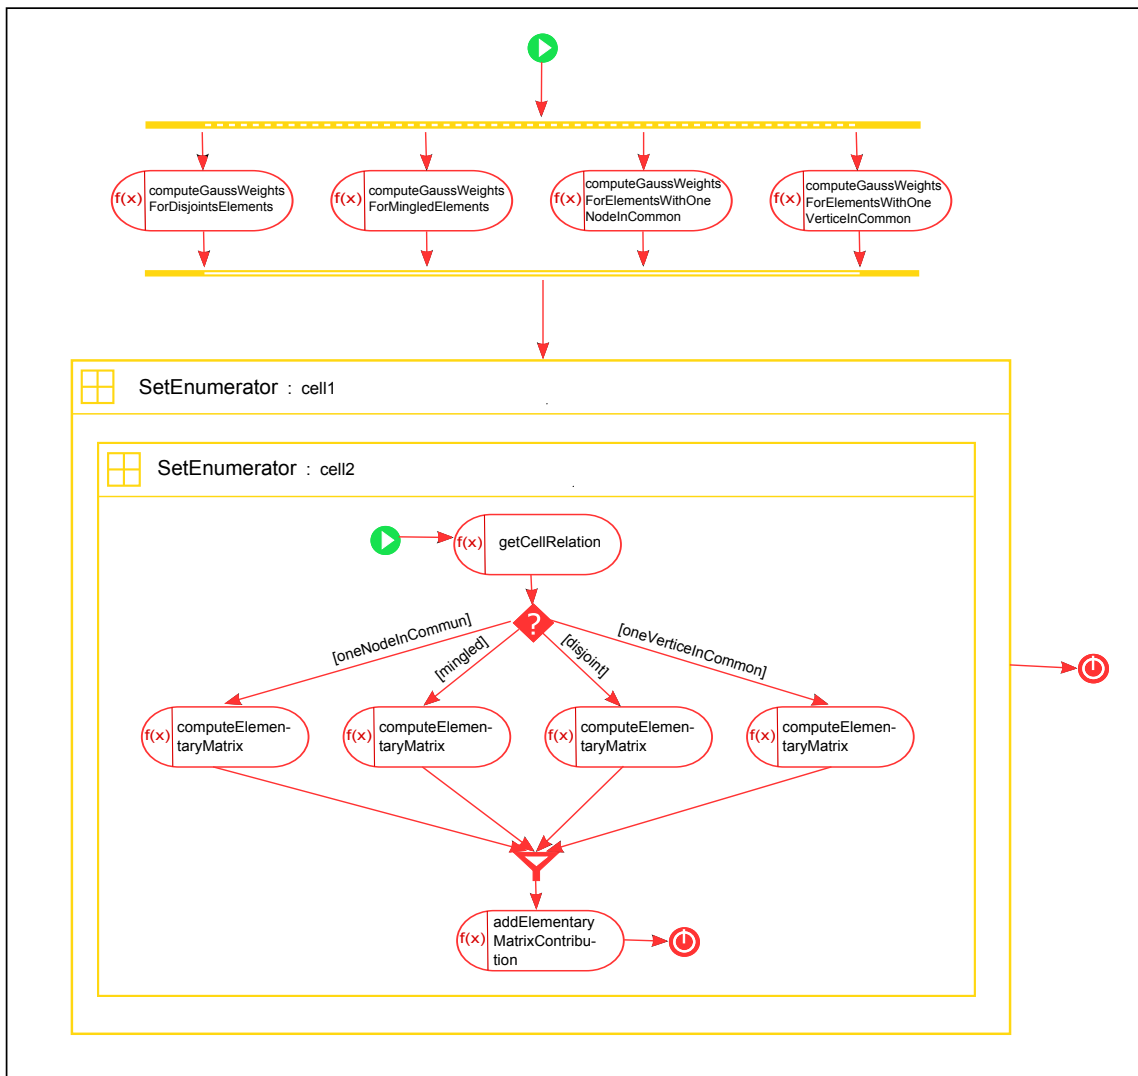 f(x)
computeGaussWeights
ForDisjointsElements
f(x)
computeGaussWeights
ForMingledElements
f(x)
computeGaussWeights
ForElementsWithOne
NodeInCommon
f(x)
computeGaussWeights
ForElementsWithOne
VerticeInCommon
SetEnumerator : cell1
SetEnumerator : cell2
f(x)
getCellRelation
?
[oneNodeInCommun]
[mingled]
[disjoint]
[oneVerticeInCommon]
f(x)
computeElemen-
taryMatrix
f(x)
computeElemen-
taryMatrix
f(x)
computeElemen-
taryMatrix
f(x)
computeElemen-
taryMatrix
f(x)
addElementary
MatrixContribu-
tion